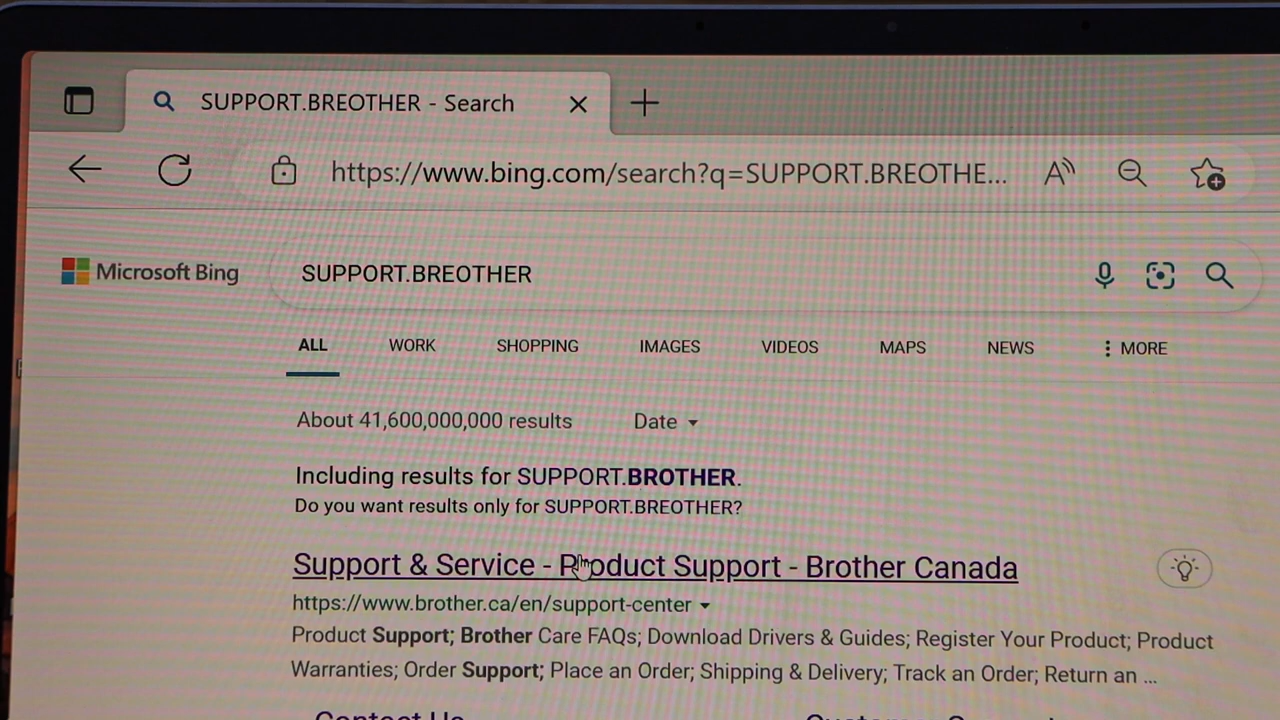 SUPPORT.BREOTHER - Search
https://www.bing.com/search?q=SUPPORT.BREOTHE...
Microsoft Bing
SUPPORT.BREOTHER
ALL WORK SHOPPING IMAGES VIDEOS MAPS NEWS MORE
About 41,600,000,000 results Date
Including results for SUPPORT.BROTHER.
Do you want results only for SUPPORT.BREOTHER?
Support & Service - Product Support - Brother Canada
https://www.brother.ca/en/support-center
Product Support; Brother Care FAQs; Download Drivers & Guides; Register Your Product; Product
Warranties; Order Support; Place an Order; Shipping & Delivery; Track an Order; Return an ...
Contact Us